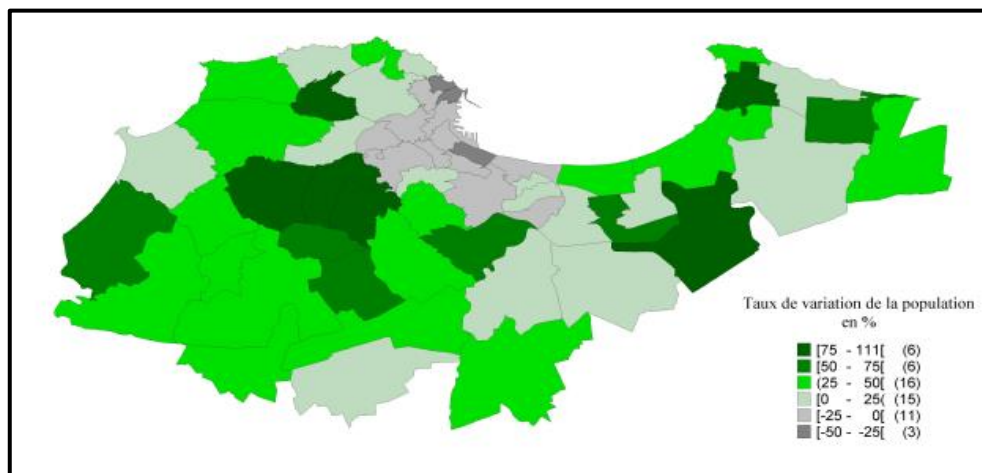 Taux de variation de la population
en %
[75 - 111[ (6)
[50 - 75[ (6)
(25 - 50[ (16)
[0 - 25( (15)
[-25 - 0[ (11)
[-50 - -25[ (3)